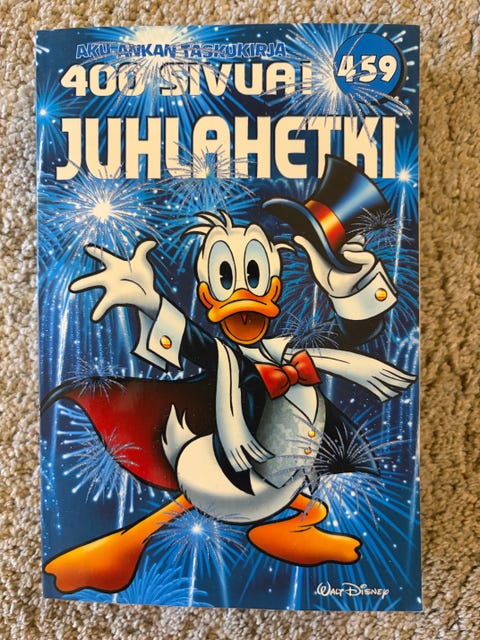 AKU ANKAN TASKUKIRJA
400 SIVUA!
459
JUHLAHETKI
WALT DISNEY